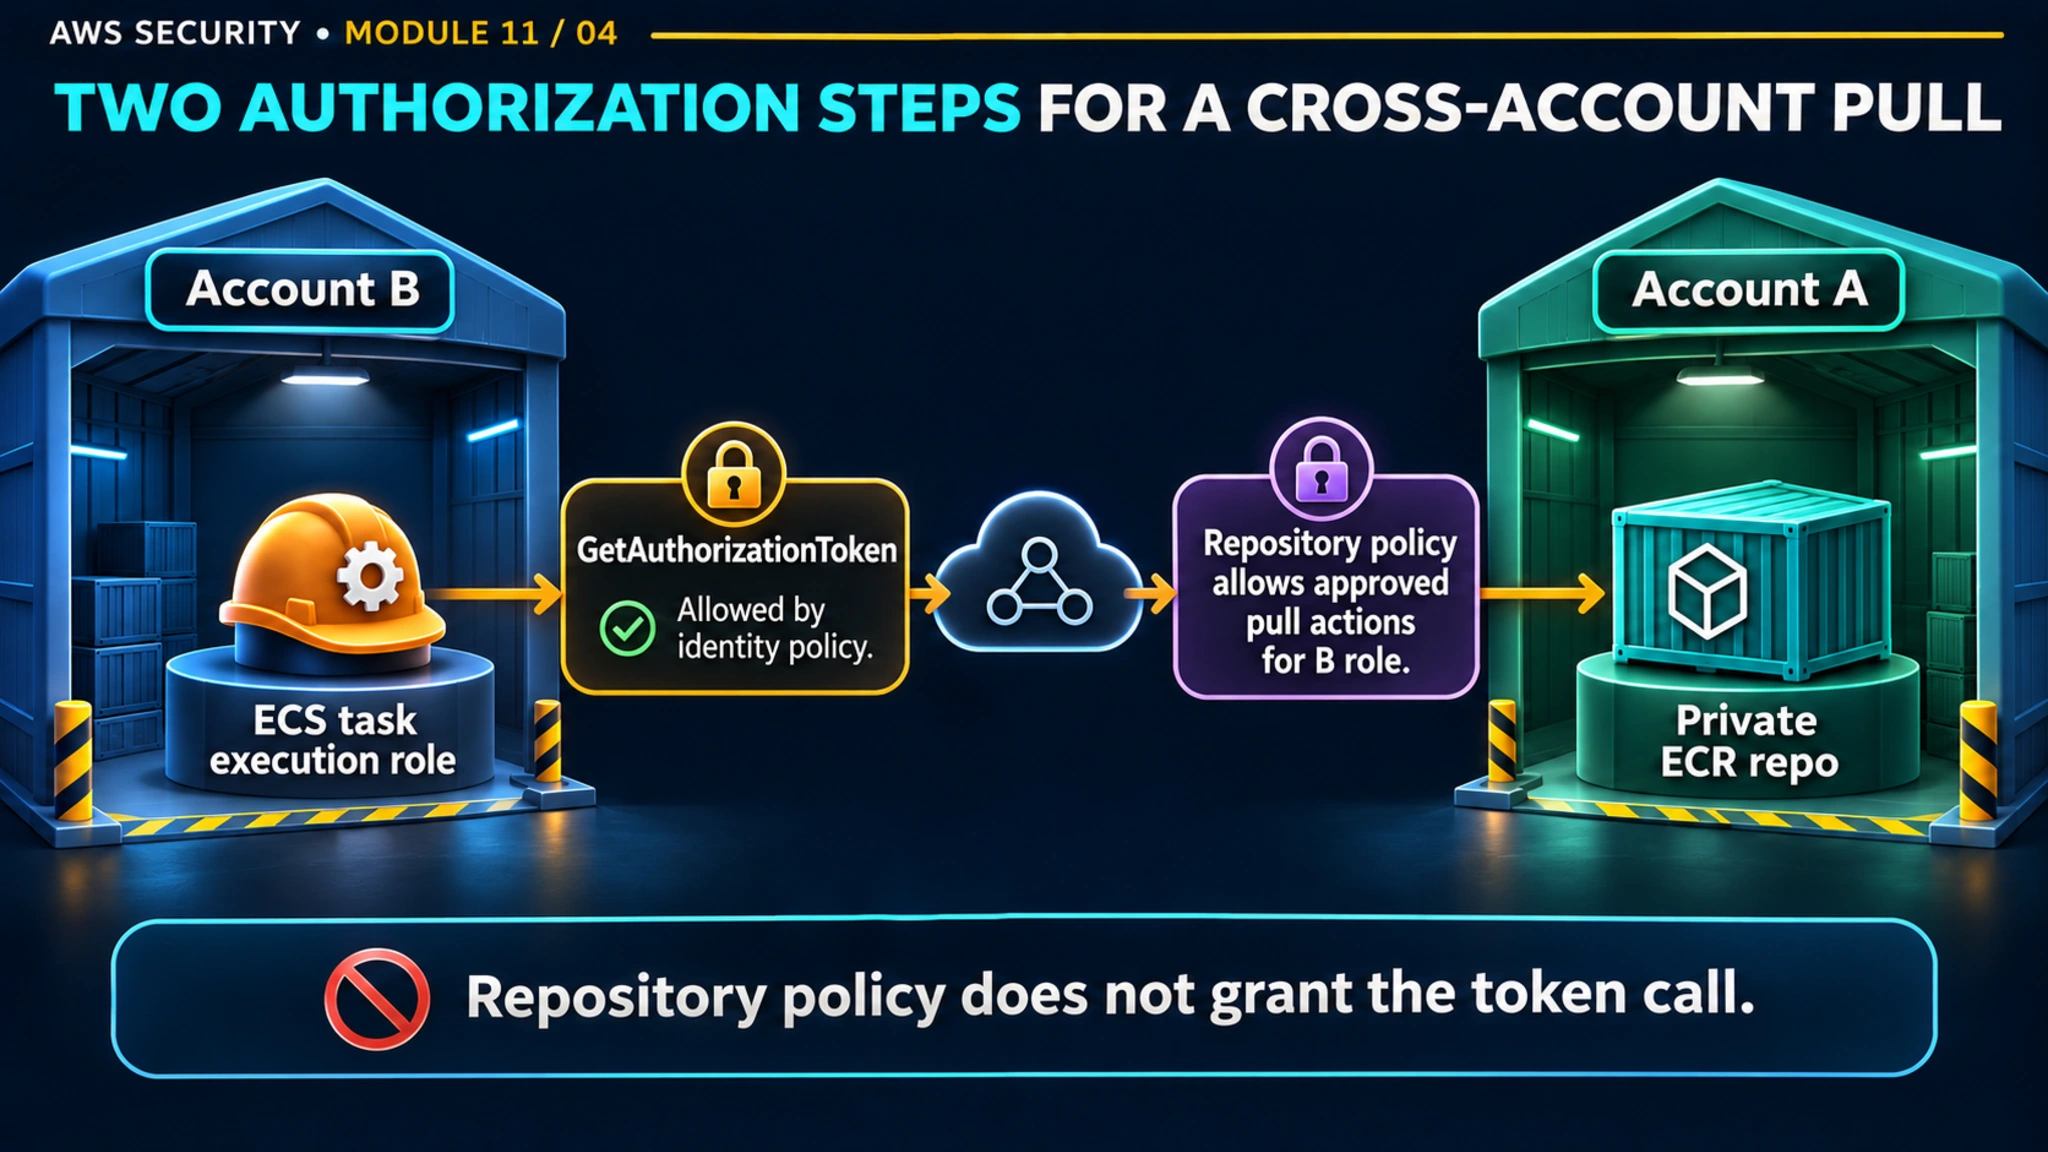 AWS SECURITY • MODULE 11 / 04
TWO AUTHORIZATION STEPS FOR A CROSS-ACCOUNT PULL
Account B
Account A
GetAuthorizationToken
Allowed by
identity policy.
Repository policy
allows approved
pull actions
for B role.
ECS task
execution role
Private
ECR repo
Repository policy does not grant the token call.